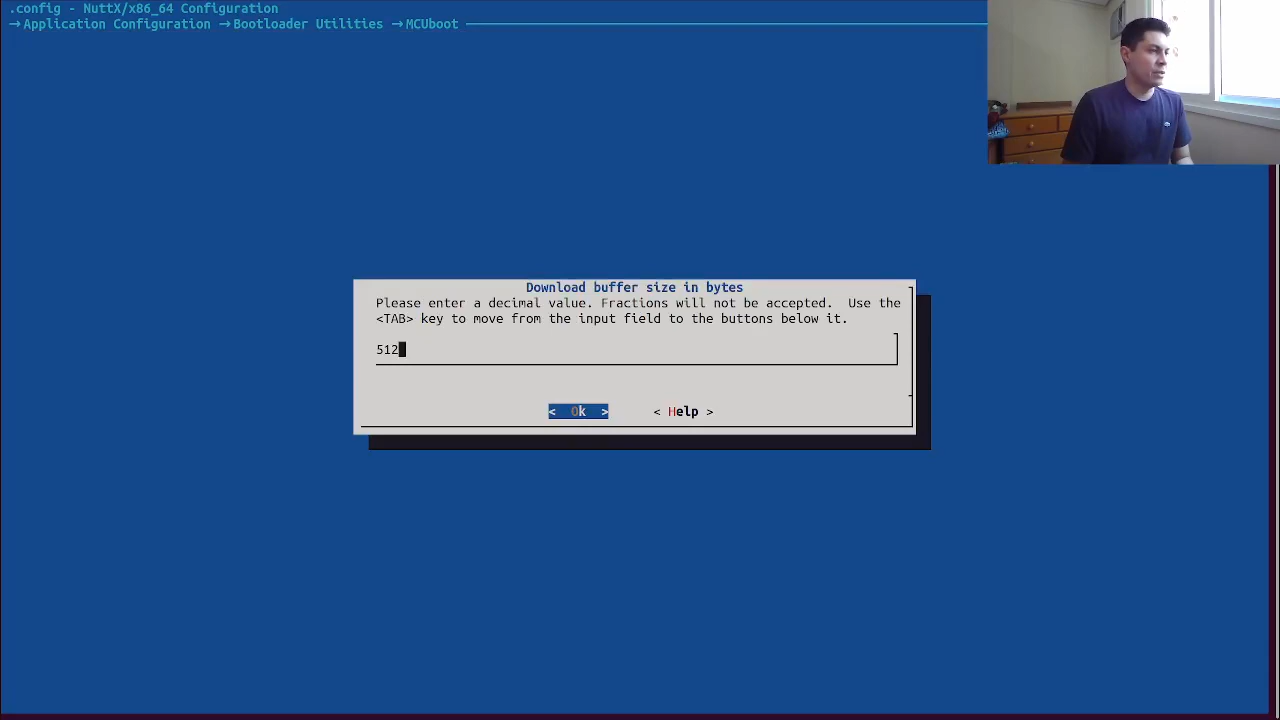 .config - NuttX/x86_64 Configuration
→Application Configuration →Bootloader Utilities →MCUboot
Download buffer size in bytes
Please enter a decimal value. Fractions will not be accepted.  Use the
<TAB> key to move from the input field to the buttons below it.
512
<  Ok  > < Help >